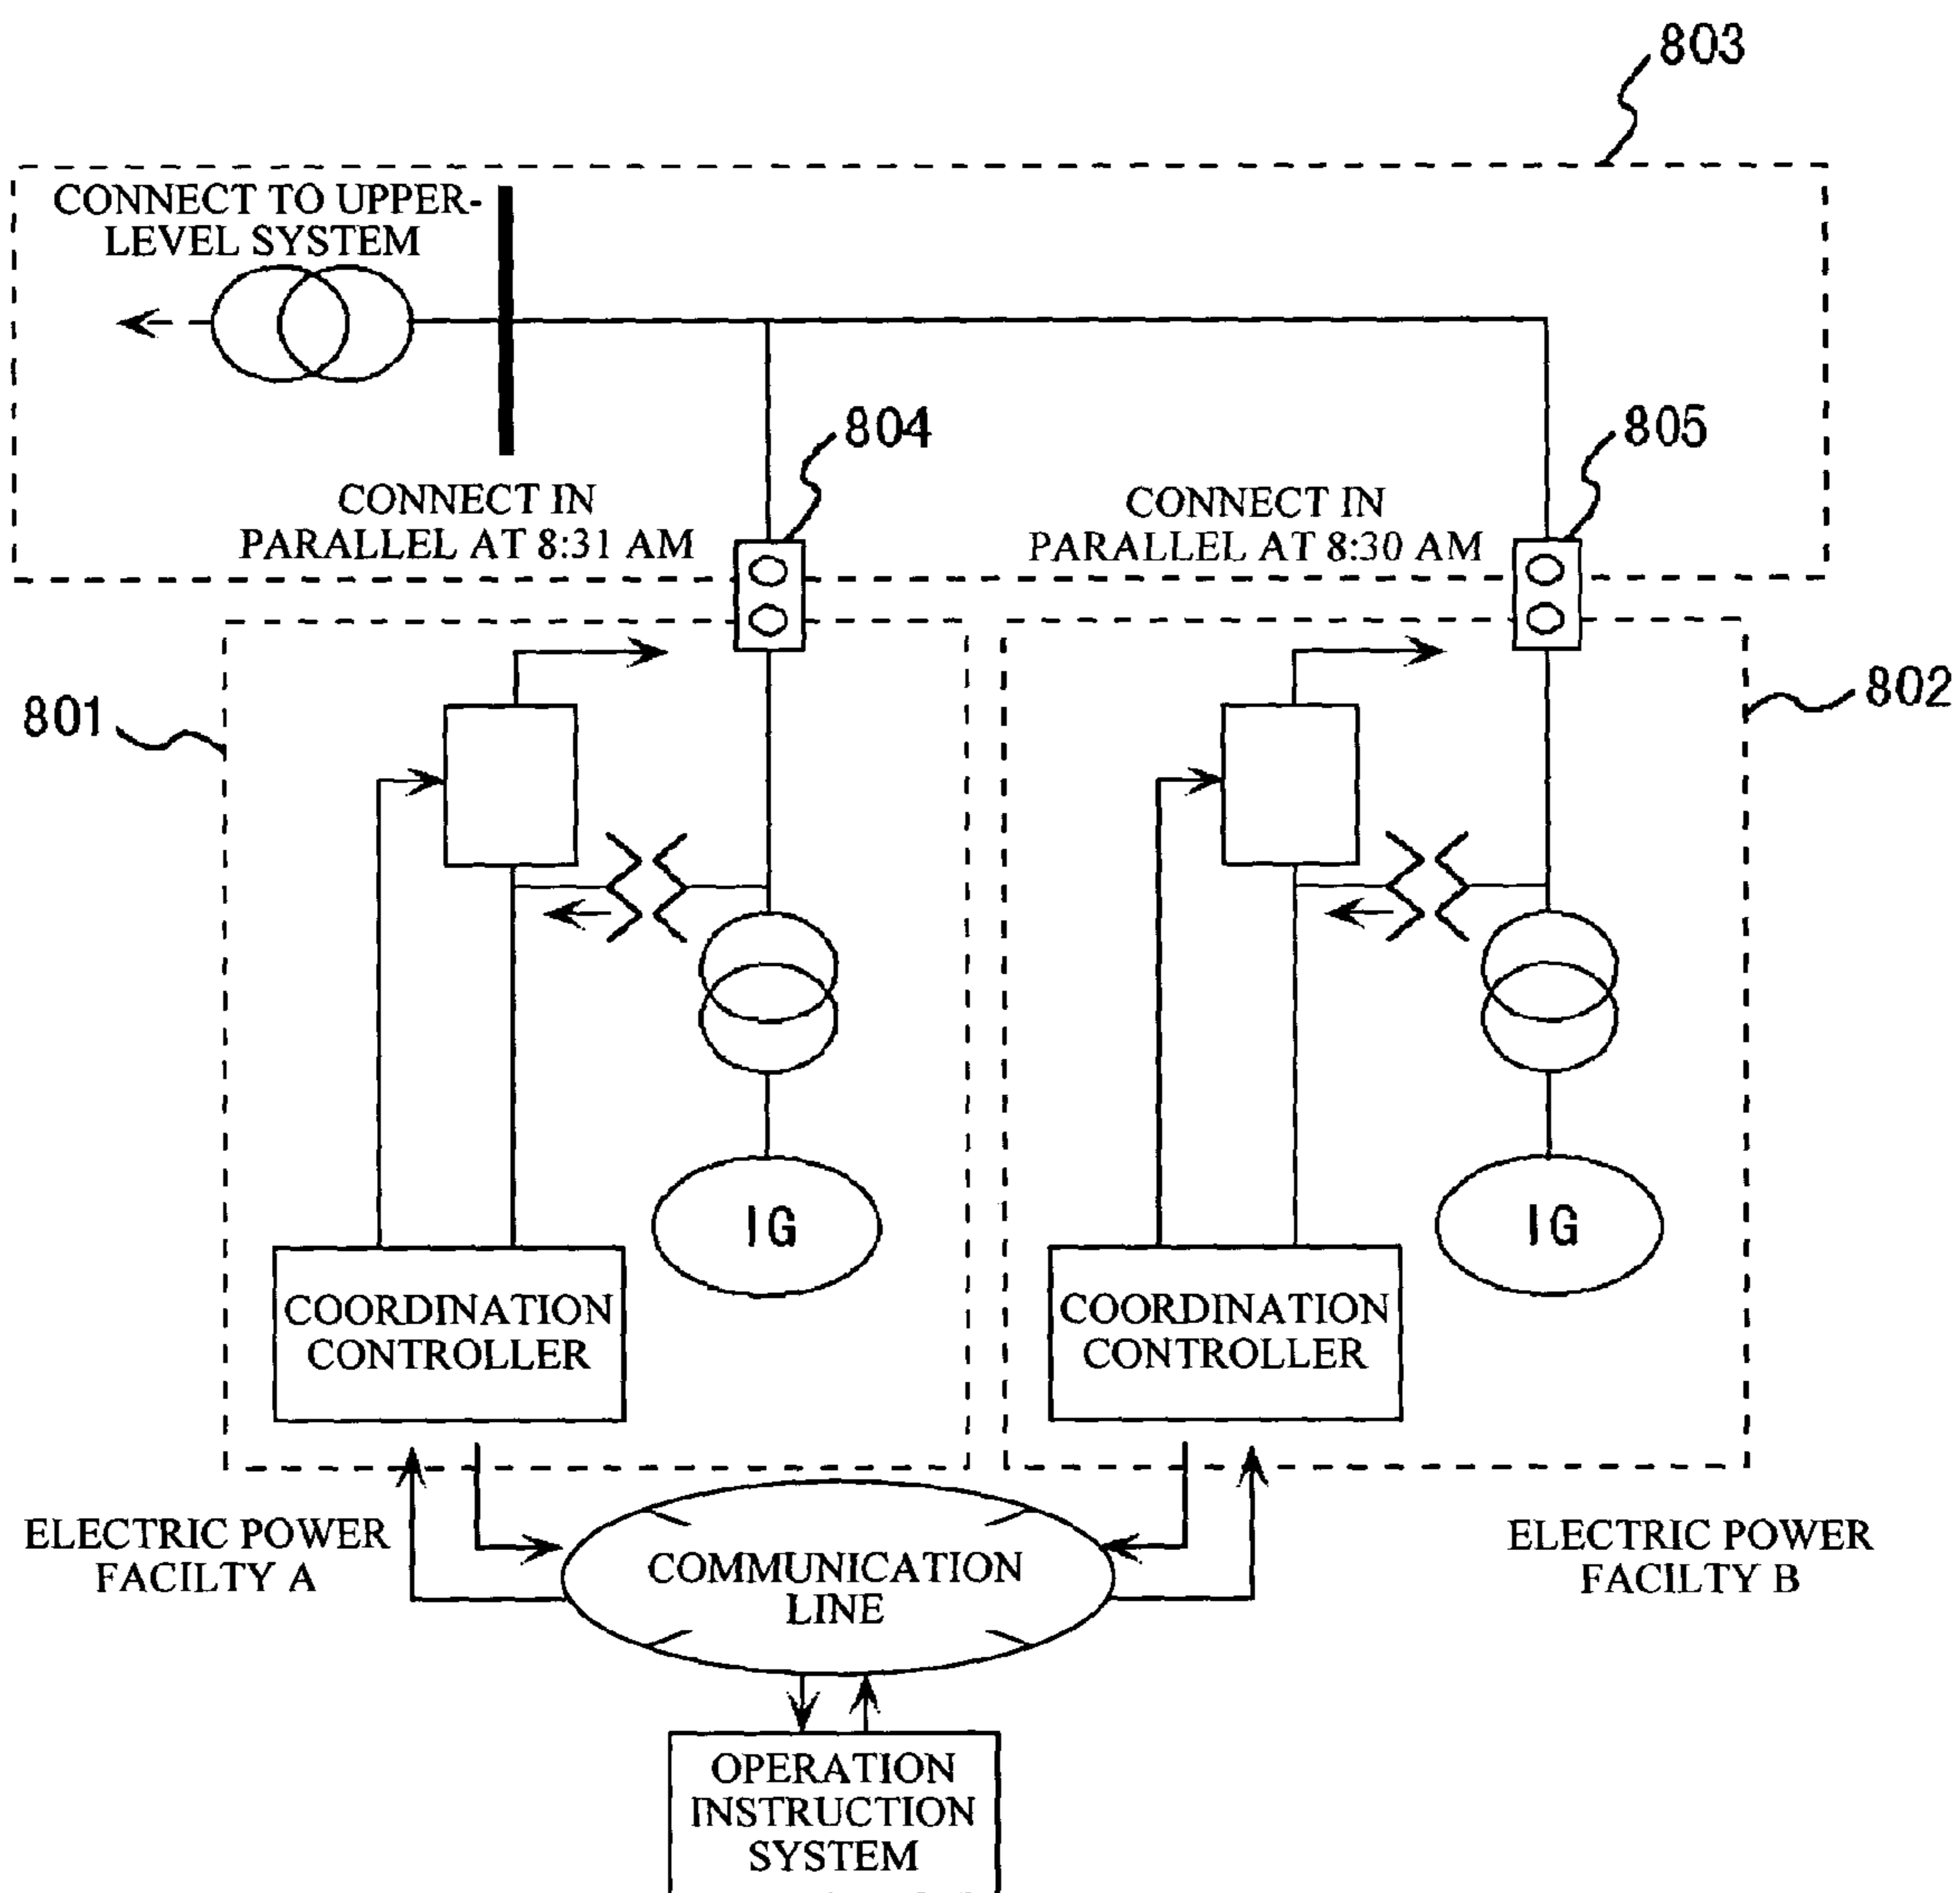 803
CONNECT TO UPPER-
LEVEL SYSTEM
804
805
CONNECT IN
PARALLEL AT 8:31 AM
CONNECT IN
PARALLEL AT 8:30 AM
801
802
IG
IG
COORDINATION
CONTROLLER
COORDINATION
CONTROLLER
ELECTRIC POWER
FACILTY A
COMMUNICATION
LINE
ELECTRIC POWER
FACILTY B
OPERATION
INSTRUCTION
SYSTEM